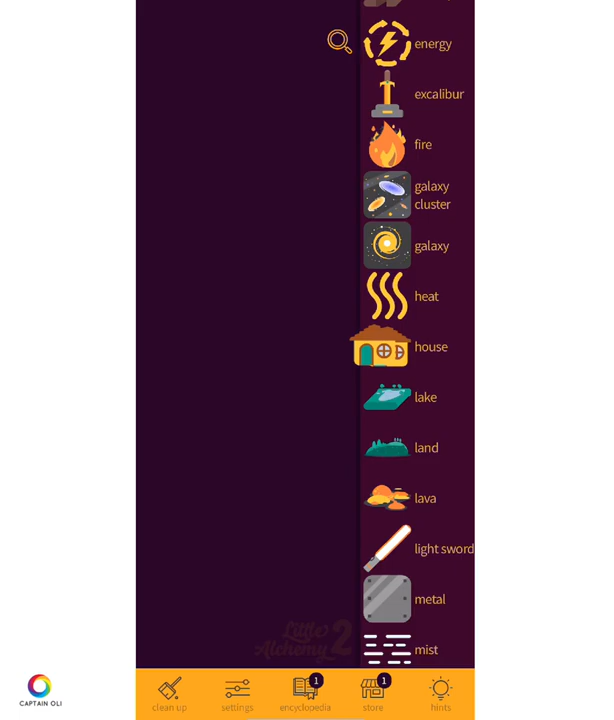 energy
excalibur
fire
galaxy
cluster
galaxy
heat
house
lake
land
lava
light sword
metal
mist
Little
Alchemy 2
1
1
clean up
settings
encyclopedia
store
hints
CAPTAIN OLI